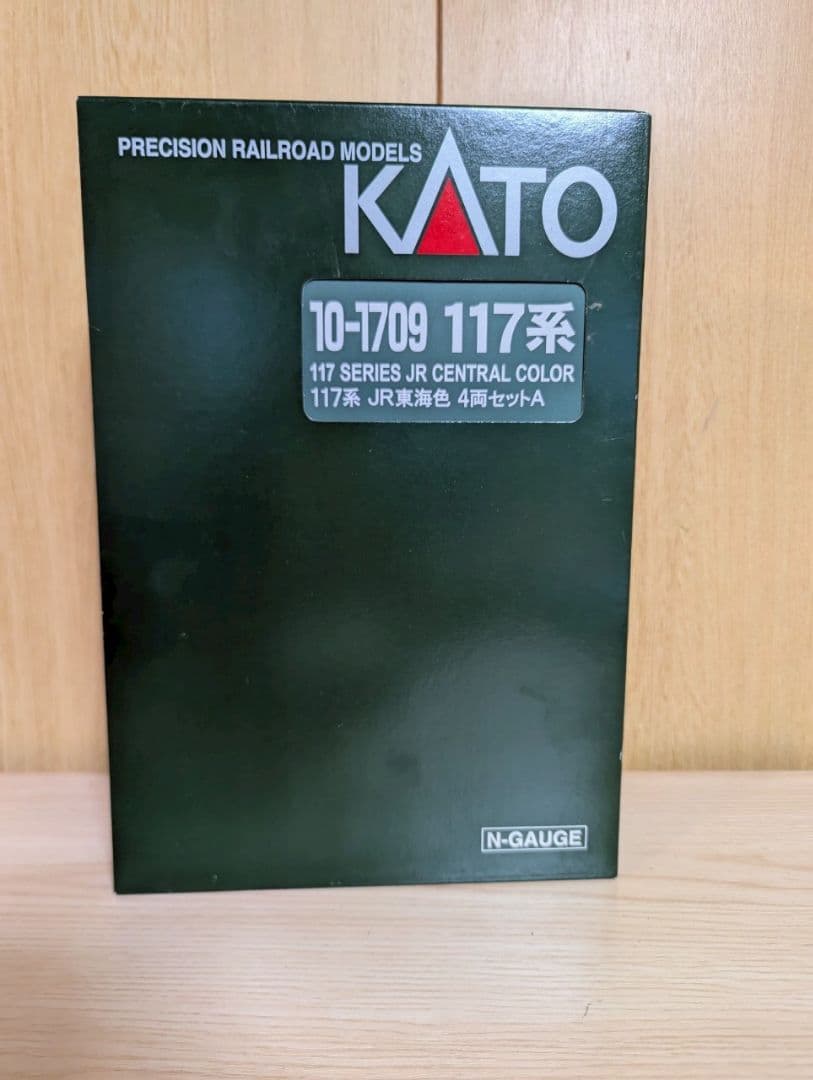 PRECISION RAILROAD MODELS
KATO
10-1709 117系
117 SERIES JR CENTRAL COLOR
117系 JR東海色 4両セットA
N-GAUGE